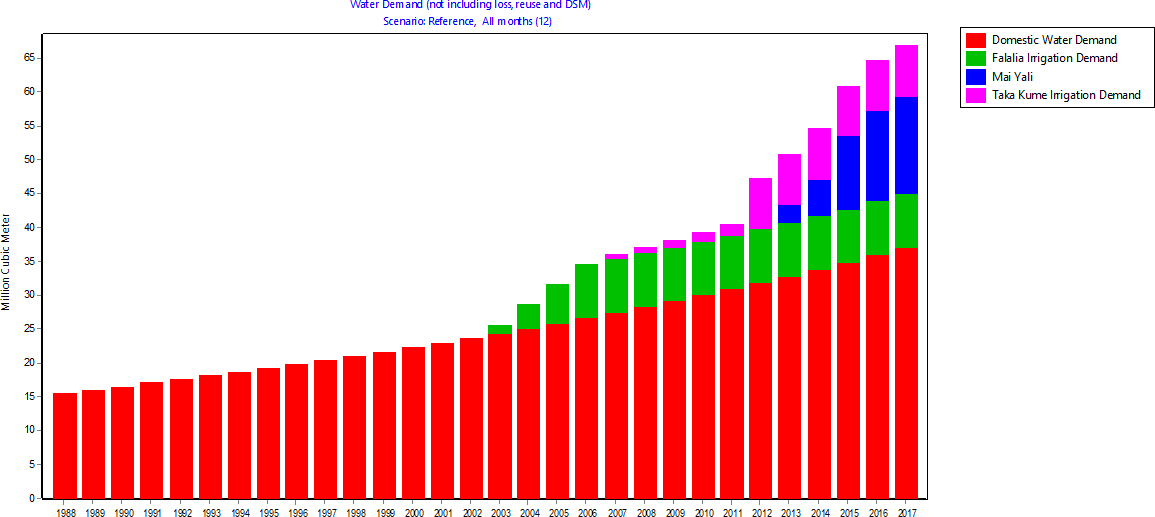 Water Demand (not including loss, reuse and DSM)
Scenario: Reference, All months (12)
Domestic Water Demand
Falalia Irrigation Demand
Mai Yali
Taka Kume Irrigation Demand
Million Cubic Meter
65
60
55
50
45
40
35
30
25
20
15
10
5
0
1988 1989 1990 1991 1992 1993 1994 1995 1996 1997 1998 1999 2000 2001 2002 2003 2004 2005 2006 2007 2008 2009 2010 2011 2012 2013 2014 2015 2016 2017